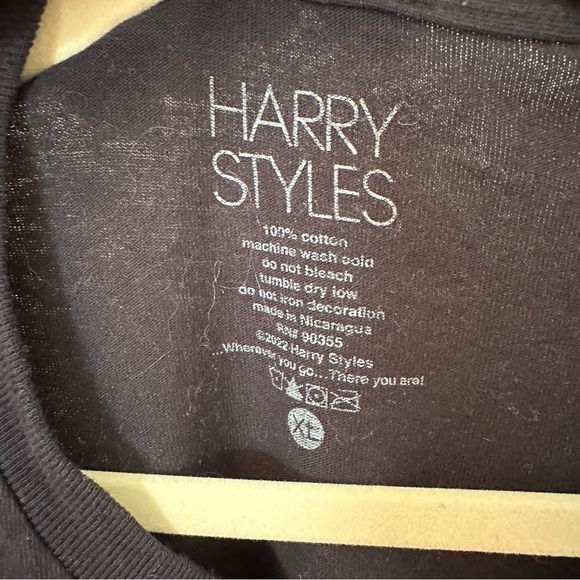 HARRY
STYLES
100% cotton
machine wash cold
do not bleach
tumble dry low
do not iron decoration
made in Nicaragua
RN# 90355
©2022 Harry Styles
...Wherever you go...There you are!
XL